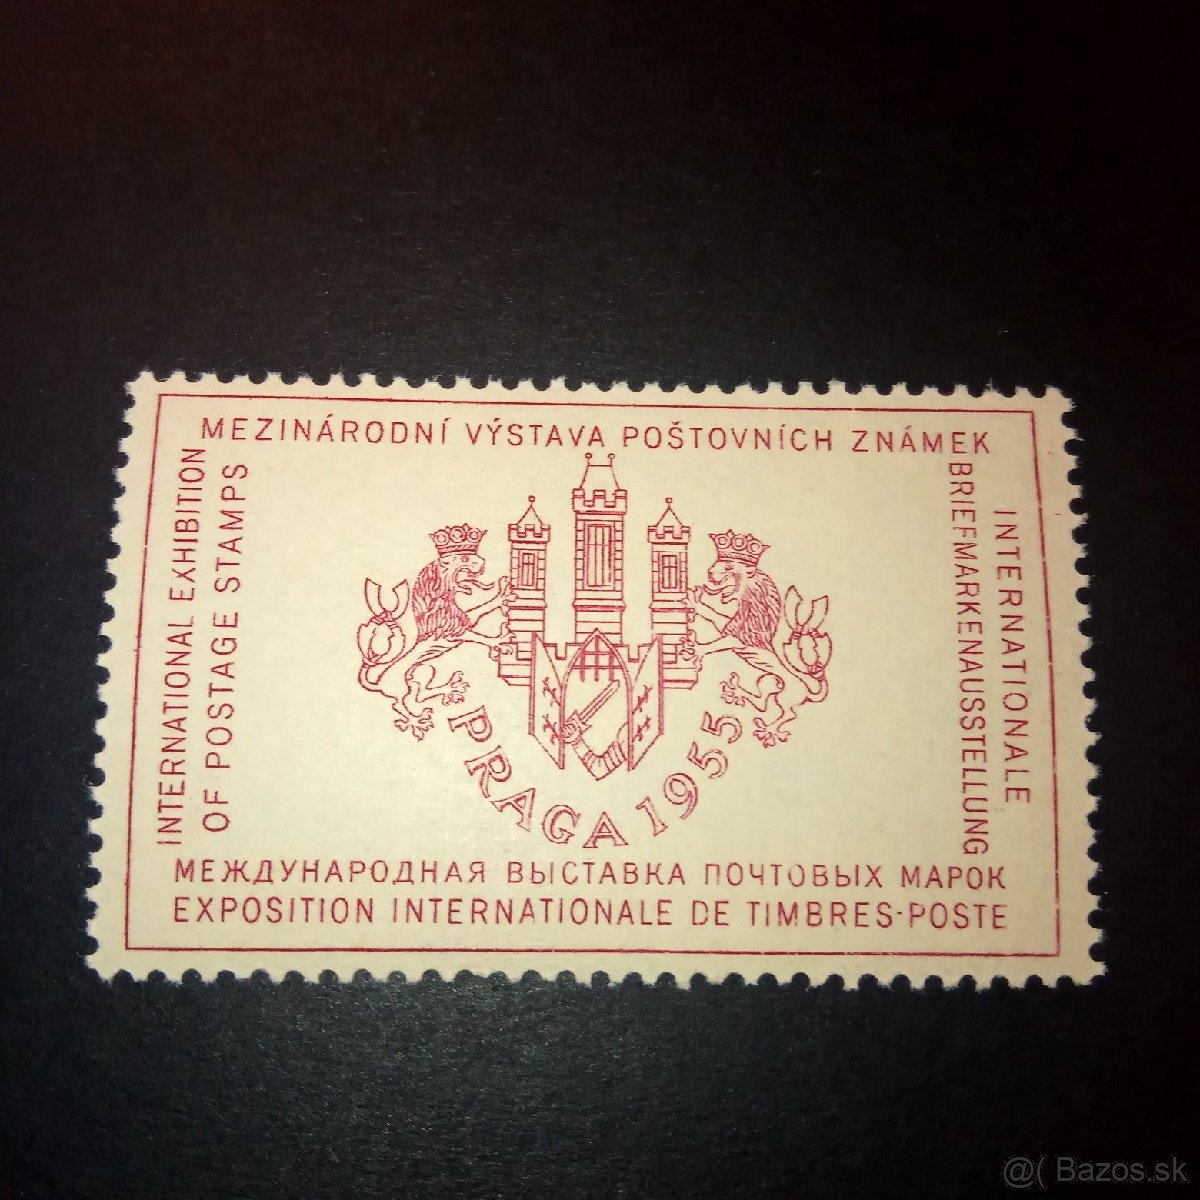 MEZINÁRODNÍ VÝSTAVA POŠTOVNÍCH ZNÁMEK
INTERNATIONAL EXHIBITION
OF POSTAGE STAMPS
INTERNATIONALE
BRIEFMARKENAUSSTELLUNG
PRAGA 1955
МЕЖДУНАРОДНАЯ ВЫСТАВКА ПОЧТОВЫХ МАРОК
EXPOSITION INTERNATIONALE DE TIMBRES-POSTE
@( Bazos.sk